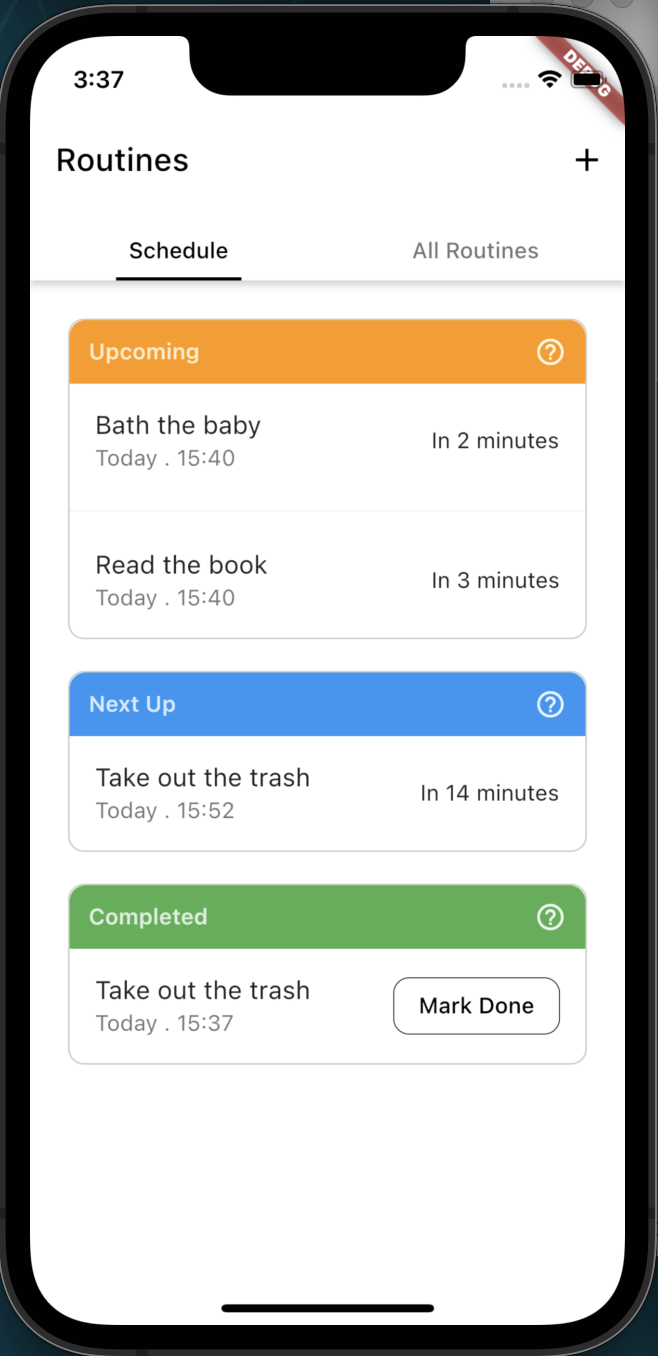 3:37
DEBUG
Routines
Schedule
All Routines
Upcoming
Bath the baby
Today . 15:40
In 2 minutes
Read the book
Today . 15:40
In 3 minutes
Next Up
Take out the trash
Today . 15:52
In 14 minutes
Completed
Take out the trash
Today . 15:37
Mark Done